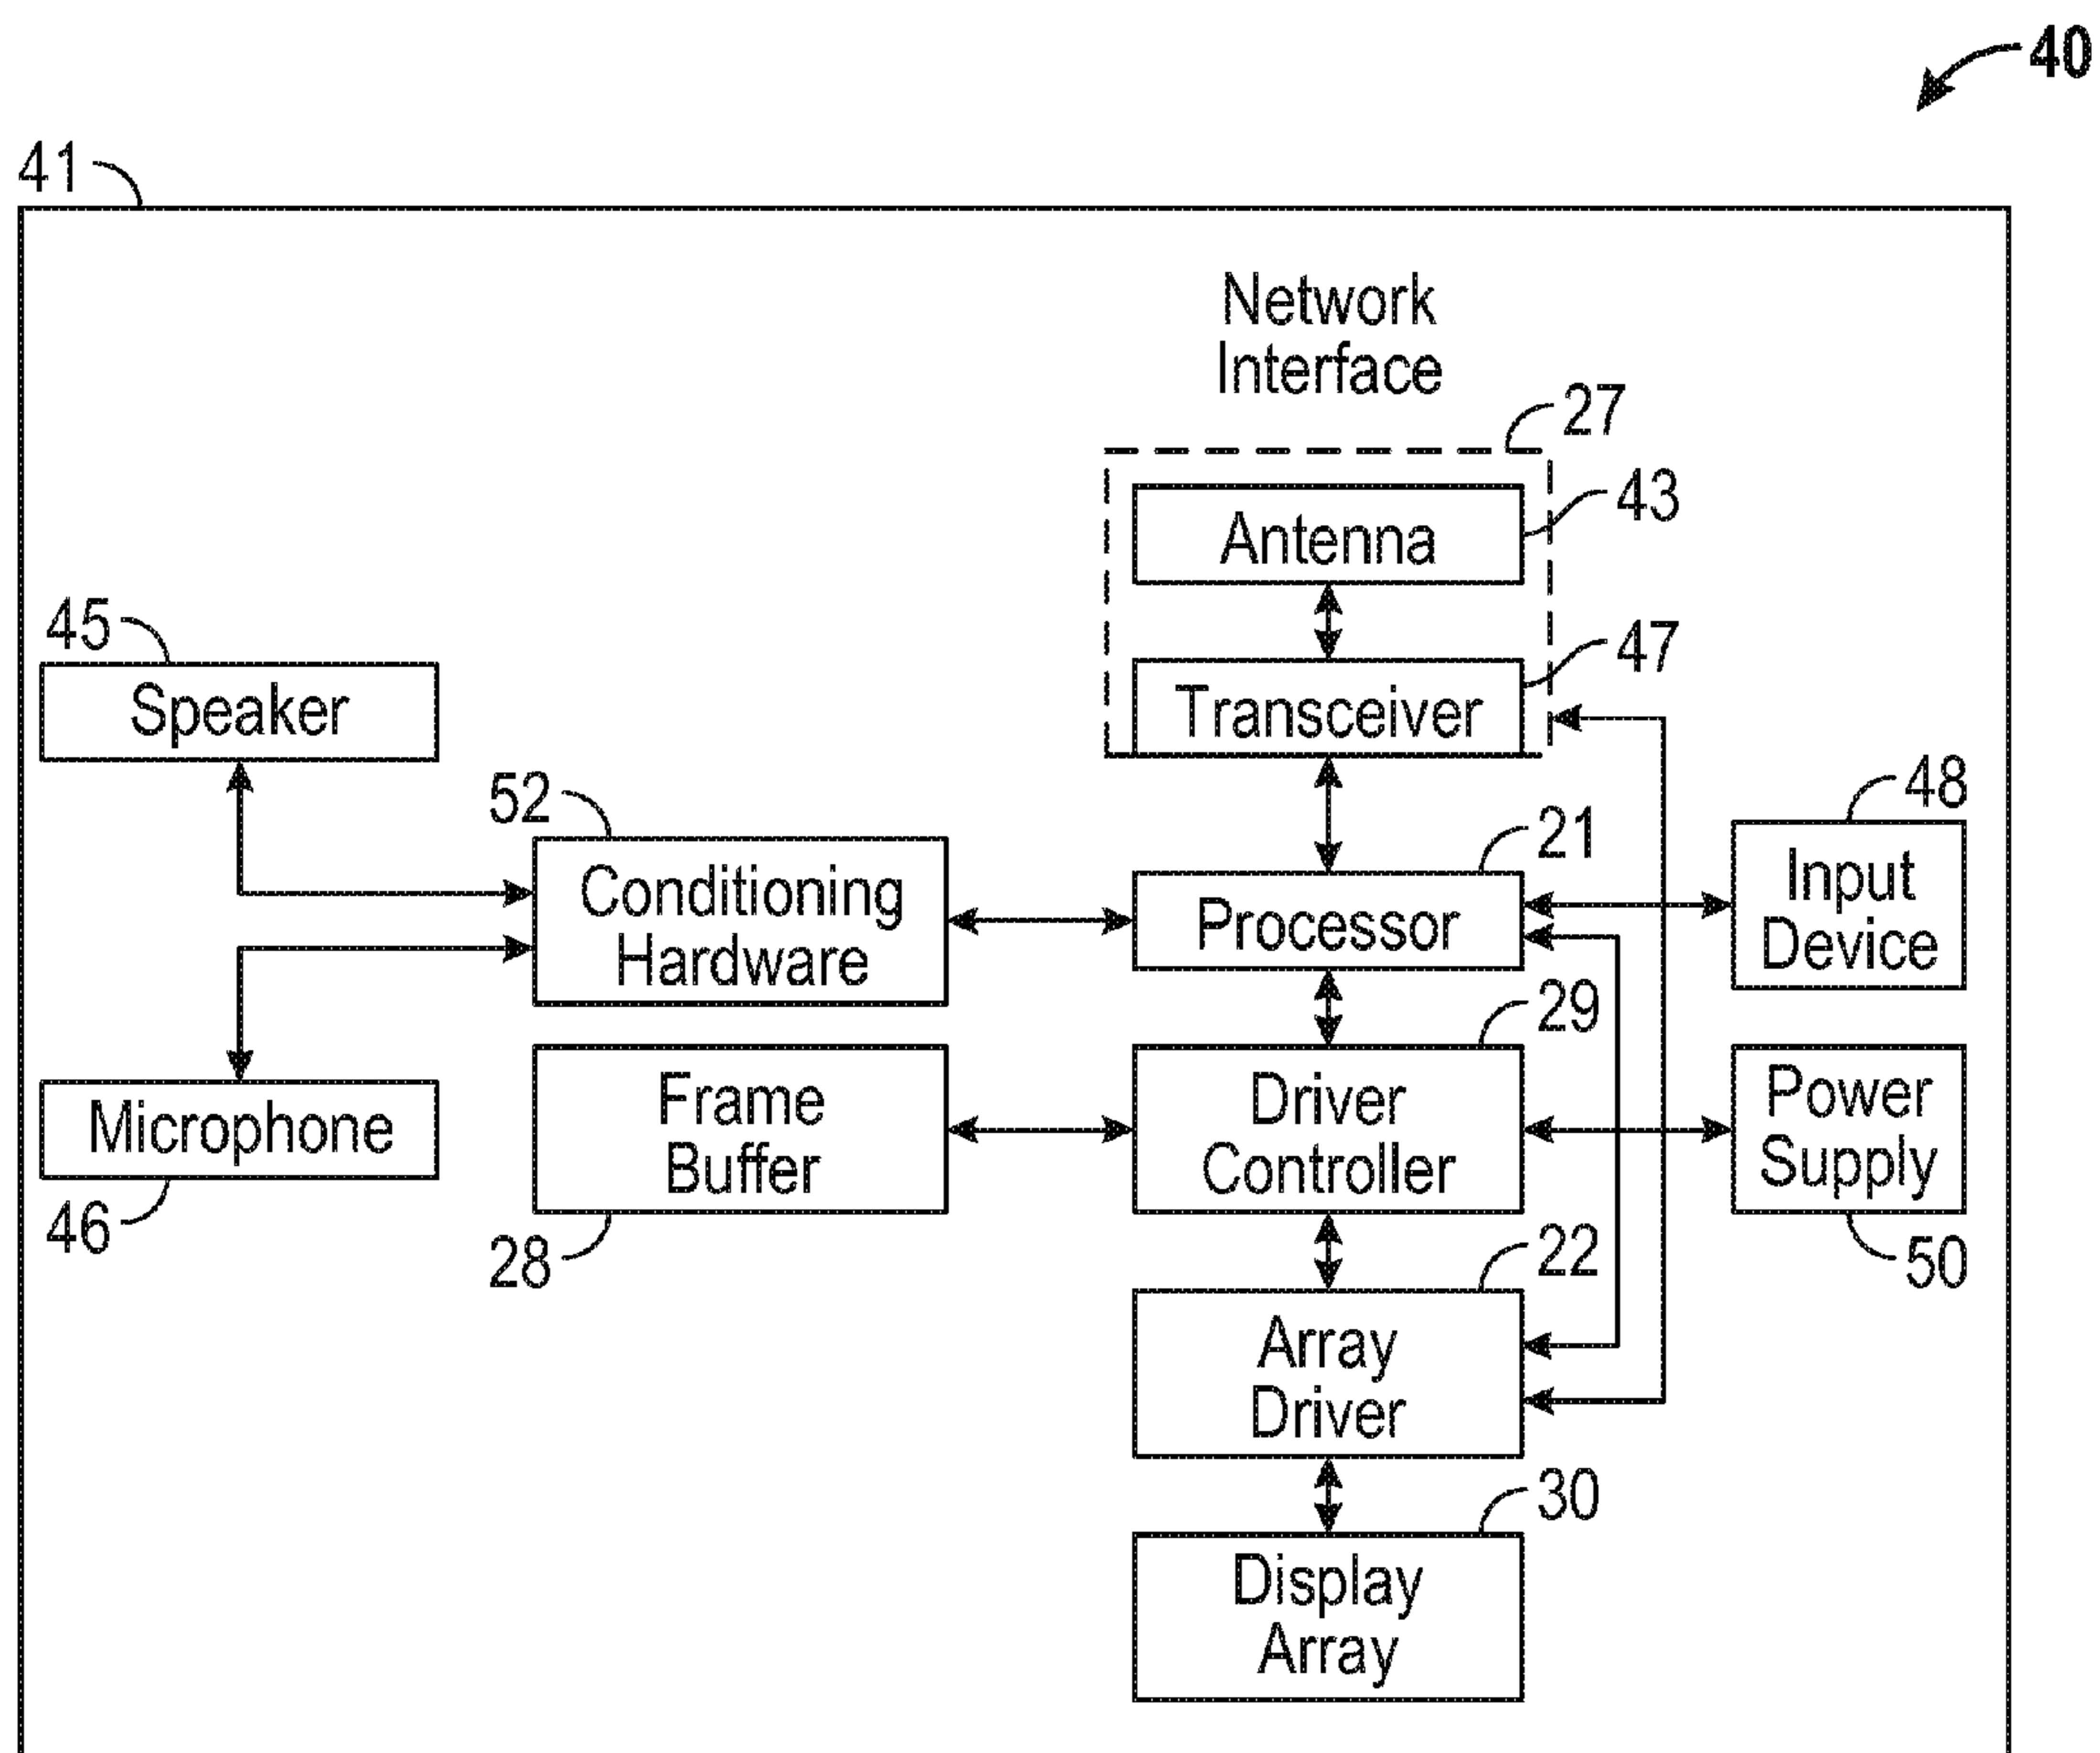 40
41
Network
Interface
27
Antenna
43
45
Speaker
Transceiver
47
52
Conditioning
Hardware
21
Processor
48
Input
Device
Microphone
46
Frame
Buffer
28
29
Driver
Controller
Power
Supply
50
22
Array
Driver
30
Display
Array